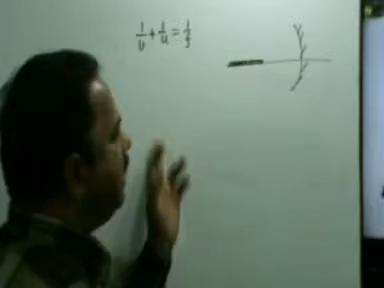 1/v + 1/u = 1/f